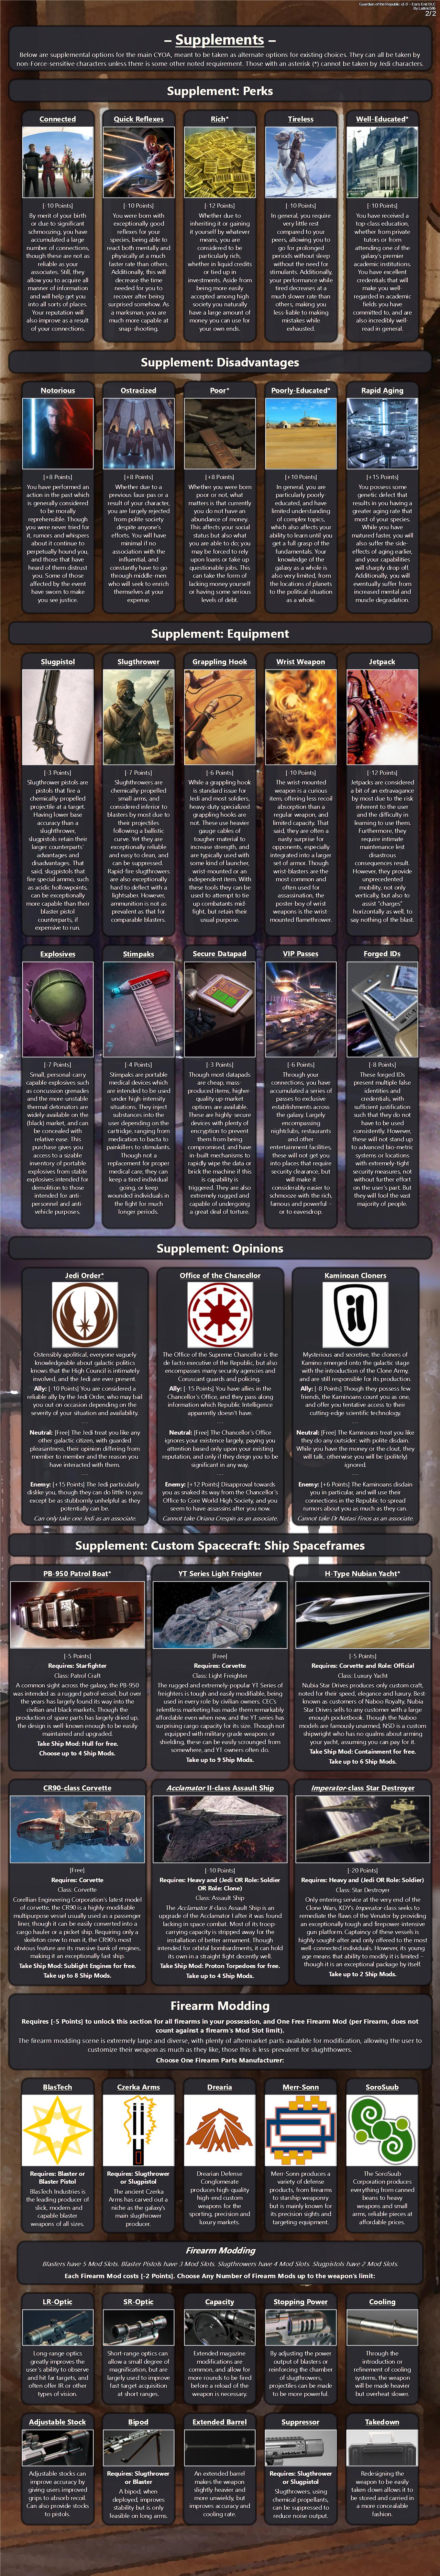 Guardian of the Republic v1.0 – Era's End DLC
2/2
– Supplements –
Below are supplemental options for the main CYOA, meant to be taken as alternate options for existing choices. They can all be taken by
non-Force-sensitive characters unless there is some other noted requirement. Those with an asterisk (*) cannot be taken by Jedi characters.
Supplement: Perks
Connected
[-10 Points]
By merit of your birth
or due to significant
schmoozing, you have
accumulated a large
number of connections,
though these are not as
reliable as your
associates. Still, they
allow you to acquire all
manner of information
and will help get you
into all sorts of places.
Your reputation will
also improve as a result
of your connections.
Quick Reflexes
[-10 Points]
You were born with
exceptionally good
reflexes for your
species, being able to
react both mentally and
physically at a much
faster rate than others.
Additionally, this will
decrease the time
needed for you to
recover after being
surprised somehow. As
a marksman, you are
much more capable at
snap-shooting.
Rich*
[-12 Points]
Whether due to
inheriting it or gaining
it yourself by whatever
means, you are
considered to be
particularly rich,
whether in liquid credits
or tied up in
investments. Aside from
being more easily
accepted among high
society you naturally
have a large amount of
money you can use for
your own ends.
Tireless
[-10 Points]
In general, you require
very little rest
compared to your
peers, allowing you to
go for prolonged
periods without sleep
without the need for
stimulants. Additionally,
your performance
while tired decreases at a
much slower rate than
others, making you
less-liable to making
mistakes while
exhausted.
Well-Educated*
[-10 Points]
You have received a
top-class education,
whether from private
tutors or from
attending one of the
galaxy's premier
academic institutions.
You have excellent
credentials that will
make you well-
regarded in academic
fields you have
committed to, and are
also incredibly well-
read in general.
Supplement: Disadvantages
Notorious
[+8 Points]
You have performed an
action in the past which
is generally considered
to be morally
reprehensible. Though
you were never tried for
it, rumors and whispers
about it continue to
perpetually hound you,
and those that have
heard of them distrust
you. Some of those
affected by the event
have sworn to make
you see justice.
Ostracized
[+8 Points]
Whether due to a
previous faux pas or a
result of your character,
you are largely rejected
from polite society
despite anyone's
efforts. You will have
minimal if no
association with the
influential, and
constantly have to go
through middle-men
who will seek to enrich
themselves at your
expense.
Poor*
[+8 Points]
Whether you were born
poor or not, what
matters is that currently
you do not have an
abundance of money.
This affects your social
status but also what
you are able to do; you
may be forced to rely
upon loans or take up
questionable jobs. This
can take the form of
lacking money yourself
or having some serious
levels of debt.
Poorly-Educated*
[+10 Points]
In general, you are
particularly poorly
educated, and have
limited understanding
of complex topics,
which also affects your
ability to learn until you
get a full grasp of the
fundamentals. Your
knowledge of the
galaxy as a whole is
also very limited, from
the locations of planets
to the political situation
as a whole.
Rapid Aging
[+15 Points]
You possess some
genetic defect that
results in you having a
greater aging rate that
most of your species.
While you have
matured faster, you will
also suffer the side-
effects of aging earlier,
and your capabilities
will sharply drop off.
Additionally, you will
eventually suffer from
increased mental and
muscle degradation.
Supplement: Equipment
Slugpistol
[-3 Points]
Slugthrower pistols are
pistols that fire a
chemically propelled
projectile at a target.
Having lower base
accuracy than a
slugthrower,
slugpistols retain their
larger counterparts'
advantages and
disadvantages. That
said, slugpistols that
fire special ammo, such
as acidic hollowpoints,
can be exceptionally
more capable than their
blaster pistol
counterparts, if
expensive to run.
Slugthrower
[-7 Points]
Slughthrowers are
chemically propelled
small arms, and
considered inferior to
blasters by most due to
their projectiles
following a ballistic
curve. Yet they are
exceptionally reliable
and easy to clean, and
can be suppressed.
Rapid-fire slugthrowers
are also exceptionally
hard to deflect with a
lightsaber. However,
ammunition is not as
prevalent as that for
comparable blasters.
Grappling Hook
[-6 Points]
While a grappling hook
is standard issue for
Jedi and most soldiers,
heavy-duty specialized
grappling hooks are
not. These use heavier
gauge cables of
tougher material to
increase strength, and
are typically used with
some kind of launcher,
wrist-mounted or an
independent item. With
these tools they can be
used to attempt to tie
up combatants mid-
fight, but retain their
usual purpose.
Wrist Weapon
[-10 Points]
The wrist-mounted
weapon is a curious
item, offering less recoil
absorption than a
regular weapon, and
limited capacity. That
said, they are often a
nasty surprise for
opponents, especially
integrated into a larger
set of armor. Though
wrist blasters are the
most common and
often used for
assassination, the
poster-boy of wrist
weapons is the wrist-
mounted flamethrower.
Jetpack
[-12 Points]
Jetpacks are considered
a bit of an extravagance
by most due to the risk
inherent to the user
and the difficulty in
learning to use them.
Furthermore, they
require intimate
maintenance lest
disastrous
consequences result.
However, they provide
unprecedented
mobility, not only
vertically, but also to
assist "charges"
horizontally as well, to
say nothing of the blast.
Explosives
[-7 Points]
Small, personal-carry
capable explosives such
as concussion grenades
and the more-unstable
thermal detonators are
widely available on the
(black) market, and can
be concealed with
relative ease. This
purchase gives you
access to a sizable
inventory of portable
explosives from stable
explosives intended for
demolition to those
intended for anti-
personnel and anti-
vehicle purposes.
Stimpaks
[-4 Points]
Stimpaks are portable
medical devices which
are intended to be used
under high-intensity
situations. They inject
substances into the
user depending on the
cartridge, ranging from
medication to bacta to
painkillers to stimulants.
Though not a
replacement for proper
medical care, they can
keep a tired individual
going, or keep
wounded individuals in
the fight for much
longer periods.
Secure Datapad
[-3 Points]
Though most datapads
are cheap, mass-
produced items, higher
quality up market
options are available.
These are highly secure
devices with plenty of
encryption to prevent
them from being
compromised, and have
in-built mechanisms to
rapidly wipe the data or
brick the machine if this
is capability is
triggered. They are also
extremely rugged and
capable of undergoing
a great deal of torture.
VIP Passes
[-6 Points]
Through your
connections, you have
accumulated a series of
passes to exclusive
establishments across
the galaxy. Largely
encompassing
nightclubs, restaurants
and other
entertainment facilities,
these will not get you
into places that require
security clearance, but
will make it
considerably easier to
schmooze with the rich,
famous and powerful –
or to eavesdrop.
Forged IDs
[-8 Points]
These forged IDs
present multiple false
identities and
credentials, with
sufficient justification
such that they do not
have to be used
consistently. However,
these will not stand up
to advanced bio-metric
systems or locations
with extremely tight
security measures, not
without further effort
on the user's part. But
they will fool the vast
majority of people.
Supplement: Opinions
Jedi Order*
Ostensibly apolitical, everyone vaguely
knowledgeable about galactic politics
knows that the High Council is intimately
involved, and the Jedi are ever-present.
Ally: [-10 Points] You are considered a
reliable ally by the Jedi Order, who may bail
you out on occasion depending on the
severity of your situation and availability.
Neutral: [Free] The Jedi treat you like any
other galactic citizen, with guarded
pleasantness, their opinion differing from
member to member and the reason you
have interacted with them.
Enemy: [+15 Points] The Jedi particularly
dislike you, though they can do little to you
except be as stubbornly unhelpful as they
potentially can be.
Can only take one Jedi as an associate.
Office of the Chancellor
The Office of the Supreme Chancellor is the
de facto executive of the Republic, but also
encompasses many security agencies and
Coruscant guards and policing.
Ally: [-15 Points] You have allies in the
Chancellor's Office, and they pass along
information which Republic Intelligence
apparently doesn't have.
Neutral: [Free] The Chancellor's Office
ignores your existence largely, paying you
attention based only upon your existing
reputation, and only if they deign you to be
significant in any way.
Enemy: [+12 Points] Disapproval towards
you as snaked its way from the Chancellor's
Office to Core World High Society, and you
seem to have assassins after you now.
Cannot take Oriana Crespin as an associate.
Kaminoan Cloners
Mysterious and secretive, the cloners of
Kamino emerged onto the galactic stage
with the introduction of the Clone Army,
and are still responsible for its production.
Ally: [-8 Points] Though they possess few
friends, the Kaminoans count you as one,
and offer you tentative access to their
cutting-edge scientific technology.
Neutral: [Free] The Kaminoans treat you like
they do any outsider: with polite disdain.
While you have the money or the clout, they
will talk, otherwise you will be (politely)
ignored.
Enemy: [+6 Points] The Kaminoans disdain
you in particular, and will use their
connections in the Republic to spread
rumors about you as much as they can.
Cannot take Dr Natasi Finos as an associate.
Supplement: Custom Spacecraft: Ship Spaceframes
PB-950 Patrol Boat*
[-5 Points]
Requires: Starfighter
Class: Patrol Craft
A common sight across the galaxy, the PB-950
was intended as a rugged patrol vessel, but over
the years has largely found its way into the
civilian and black markets. Though the
production of spare parts has largely dried up,
the design is well known enough to be easily
maintained and upgraded.
Take Ship Mod: Hull for free.
Choose up to 4 Ship Mods.
YT Series Light Freighter
[Free]
Requires: Corvette
Class: Light Freighter
The rugged and extremely-popular YT Series of
freighters is tough and easily modifiable, being
used in every role by civilian owners. CEC's
relentless marketing has made them remarkably
affordable even when new, and the YT series has
surprising cargo capacity for its size. Though not
equipped with military-grade weapons or
shielding, these can be easily scrounged from
somewhere, and YT owners often do.
Take up to 9 Ship Mods.
H-Type Nubian Yacht*
[-5 Points]
Requires: Corvette and Role: Official
Class: Luxury Yacht
Nubia Star Drives produces only custom craft,
noted for their speed, elegance and luxury. Best-
known as customers of Naboo Royalty, Nubia
Star Drives sells to any customer with a large
enough pocketbook. Though the Naboo
models are famously unarmed, NSD is a custom
shipwright who has no qualms about arming
your yacht, assuming you can pay for it.
Take Ship Mod: Containment for free.
Take up to 6 Ship Mods.
CR90-class Corvette
[Free]
Requires: Corvette
Class: Corvette
Corellian Engineering Corporation's latest model
of corvette, the CR90 is a highly-modifiable
multipurpose vessel usually used as a passenger
liner, though it can be easily converted into a
cargo hauler or a picket ship. Requiring only a
skeleton crew to man it, the CR90's most
obvious feature are its massive bank of engines,
making it an exceptionally fast ship.
Take Ship Mod: Sublight Engines for free.
Take up to 8 Ship Mods.
Acclamator II-class Assault Ship
[-10 Points]
Requires: Heavy and (Jedi OR Role: Soldier
OR Role: Clone)
Class: Assault Ship
The Acclamator II-class Assault Ship is an
upgrade of the Acclamator I after it was found
lacking in space combat. Most of its troop-
carrying capacity is stripped away for the
installation of better armament. Though
intended for orbital bombardments, it can hold
its own in a straight fight decently well.
Take Ship Mod: Proton Torpedoes for free.
Take up to 4 Ship Mods.
Imperator-class Star Destroyer
[-20 Points]
Requires: Heavy and (Jedi OR Role: Soldier)
Class: Star Destroyer
Only entering service at the very end of the
Clone Wars, KDY's Imperator-class seeks to
remediate the flaws of the Venator by providing
an exceptionally tough and firepower-intensive
gun platform. Captaincy of these vessels is
highly sought after and only offered to the most
well-connected individuals. However, its young
age means that ability to modify it is limited –
though it is an exceptional package by itself.
Take up to 2 Ship Mods.
Firearm Modding
Requires [-5 Points] to unlock this section for all firearms in your possession, and One Free Firearm Mod (per Firearm, does not
count against a firearm's Mod Slot limit).
The firearm modding scene is extremely large and diverse, with plenty of aftermarket parts available for modification, allowing the user to
customize their weapon as much as they like, those this is less-prevalent for slughthrowers.
Choose One Firearm Parts Manufacturer:
BlasTech
Requires: Blaster or
Blaster Pistol
BlasTech Industries is
the leading producer of
slick, modern and
capable blaster
weapons of all sizes.
Czerka Arms
Requires: Slugthrower
or Slugpistol
The ancient Czerka
Arms has carved out a
niche as the galaxy's
main slugthrower
producer.
Drearia
Drearian Defense
Conglomerate
produces high-quality
high-end custom
weapons for the
sporting, precision and
luxury markets.
Merr-Sonn
Merr-Sonn produces a
variety of defense
products, from firearms
to starship weaponry
but is mainly known for
its precision sights and
targeting equipment.
SoroSuub
The SoroSuub
Corporation produces
everything from canned
beans to heavy
weapons and small
arms, reliable pieces at
affordable prices.
Firearm Modding
Blasters have 5 Mod Slots. Blaster Pistols have 3 Mod Slots. Slugthrowers have 4 Mod Slots. Slugpistols have 2 Mod Slots.
Each Firearm Mod costs [-2 Points]. Choose Any Number of Firearm Mods up to the weapon's limit:
LR-Optic
Long-range optics
greatly improves the
user's ability to observe
and hit far targets, and
often offer IR or other
types of vision.
SR-Optic
Short-range optics can
allow a small degree of
magnification, but are
largely used to improve
fast target acquisition
at short ranges.
Capacity
Extended magazine
modifications are
common, and allow for
more rounds to be fired
before a reload of the
weapon is necessary.
Stopping Power
By adjusting the power
output of blasters or
reinforcing the chamber
of slugthrowers,
projectiles can be made
to be more powerful.
Cooling
Through the
introduction or
refinement of cooling
systems, the weapon
will be made heavier
but overheat slower.
Adjustable Stock
Adjustable stocks can
improve accuracy by
giving users improved
grips to absorb recoil.
Can also provide stocks
to pistols.
Bipod
Requires: Slugthrower
or Blaster
A bipod, when
deployed, improves
stability but is only
feasible on long arms.
Extended Barrel
An extended barrel
makes the weapon
slightly heavier and
more unwieldy, but
improves accuracy and
cooling rate.
Suppressor
Requires: Slugthrower
or Slugpistol
Slugthrowers, using
chemical propellants,
can be suppressed to
reduce noise output.
Takedown
Redesigning the
weapon to be easily
taken down allows it to
be stored and carried in
a more concealable
fashion.